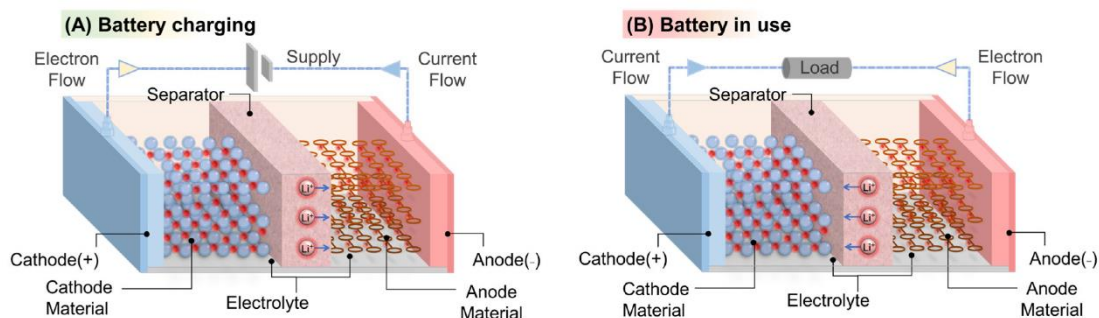 (A) Battery charging
Electron
Flow
Supply
Current
Flow
Separator
Li⁺
Li⁺
Li⁺
Cathode(+)
Anode(-)
Cathode
Material
Electrolyte
Anode
Material
(B) Battery in use
Current
Flow
Load
Electron
Flow
Separator
Li⁺
Li⁺
Li⁺
Cathode(+)
Anode(-)
Cathode
Material
Electrolyte
Anode
Material